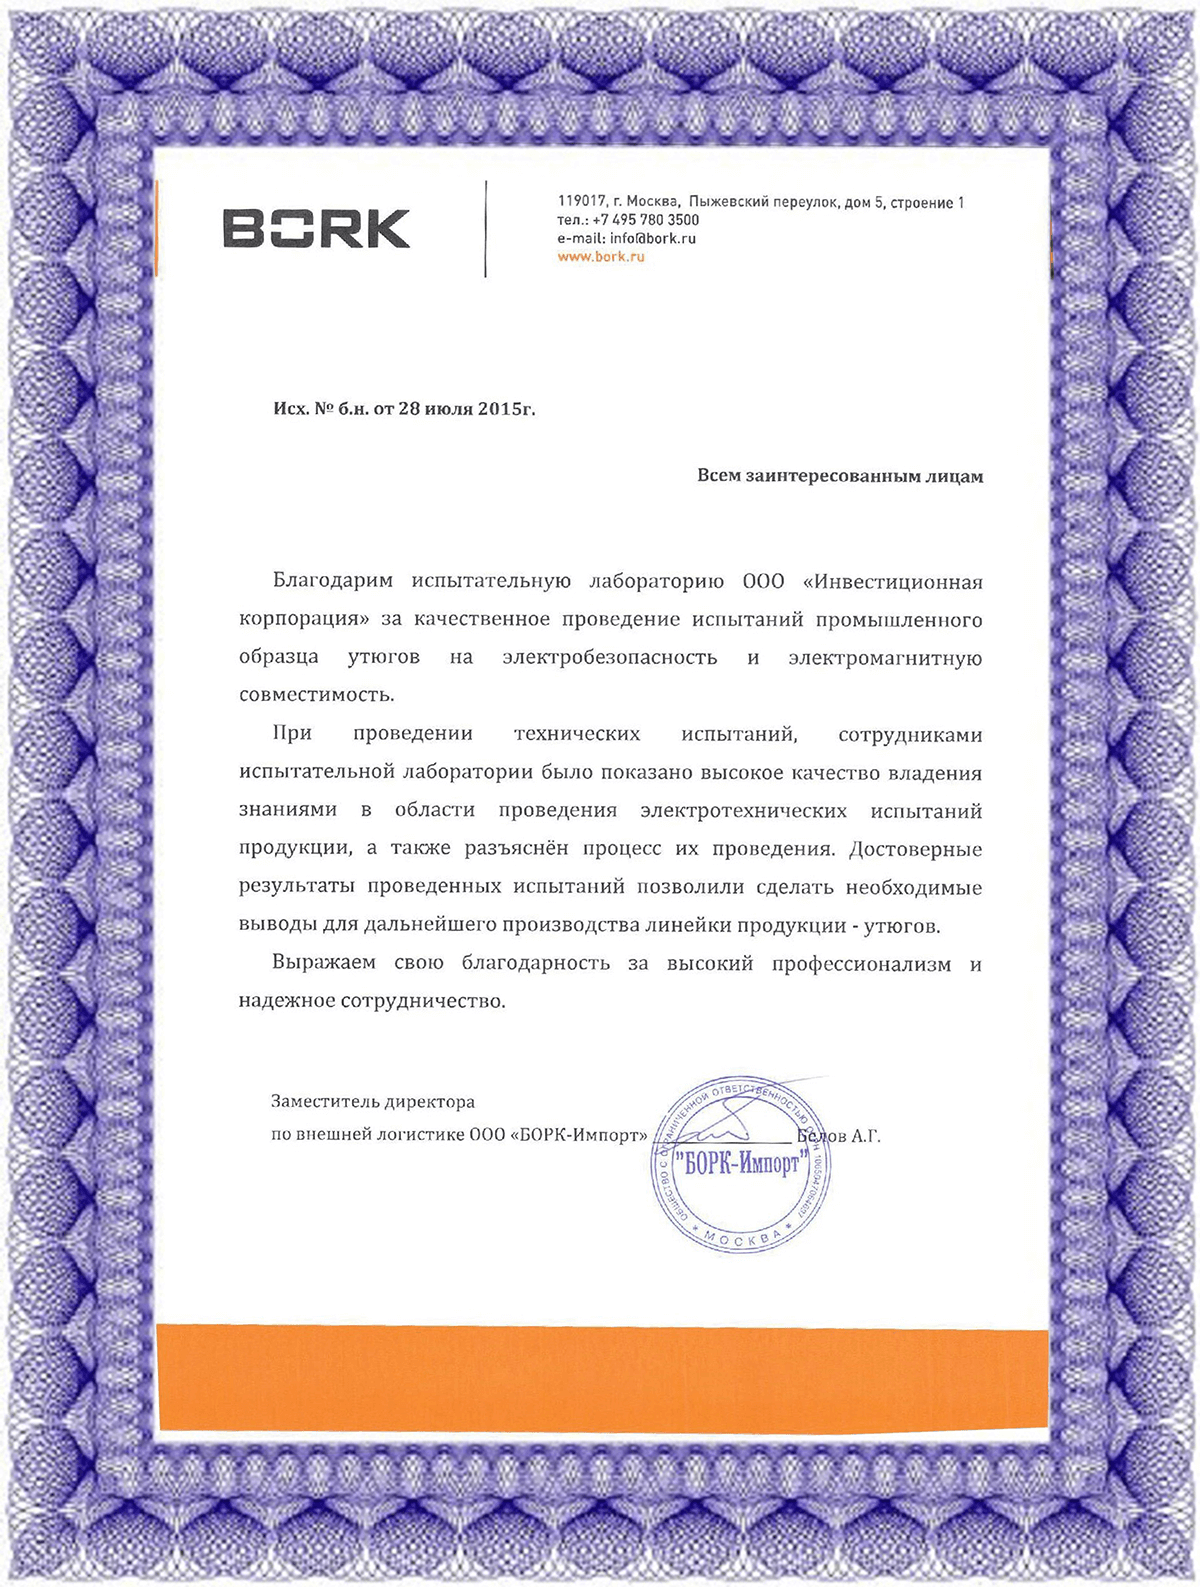 BORK
119017, г. Москва, Пыжевский переулок, дом 5, строение 1
тел.: +7 495 780 3500
e-mail: info@bork.ru
www.bork.ru
Исх. № б.н. от 28 июля 2015г.
Всем заинтересованным лицам
Благодарим испытательную лабораторию ООО «Инвестиционная
корпорация» за качественное проведение испытаний промышленного
образца утюгов на электробезопасность и электромагнитную
совместимость.
При проведении технических испытаний, сотрудниками
испытательной лаборатории было показано высокое качество владения
знаниями в области проведения электротехнических испытаний
продукции, а также разъяснён процесс их проведения. Достоверные
результаты проведенных испытаний позволили сделать необходимые
выводы для дальнейшего производства линейки продукции - утюгов.
Выражаем свою благодарность за высокий профессионализм и
надежное сотрудничество.
Заместитель директора
по внешней логистике ООО «БОРК-Импорт» Белов А.Г.
ОБЩЕСТВО С ОГРАНИЧЕННОЙ ОТВЕТСТВЕННОСТЬЮ
"БОРК-Импорт"
* МОСКВА *